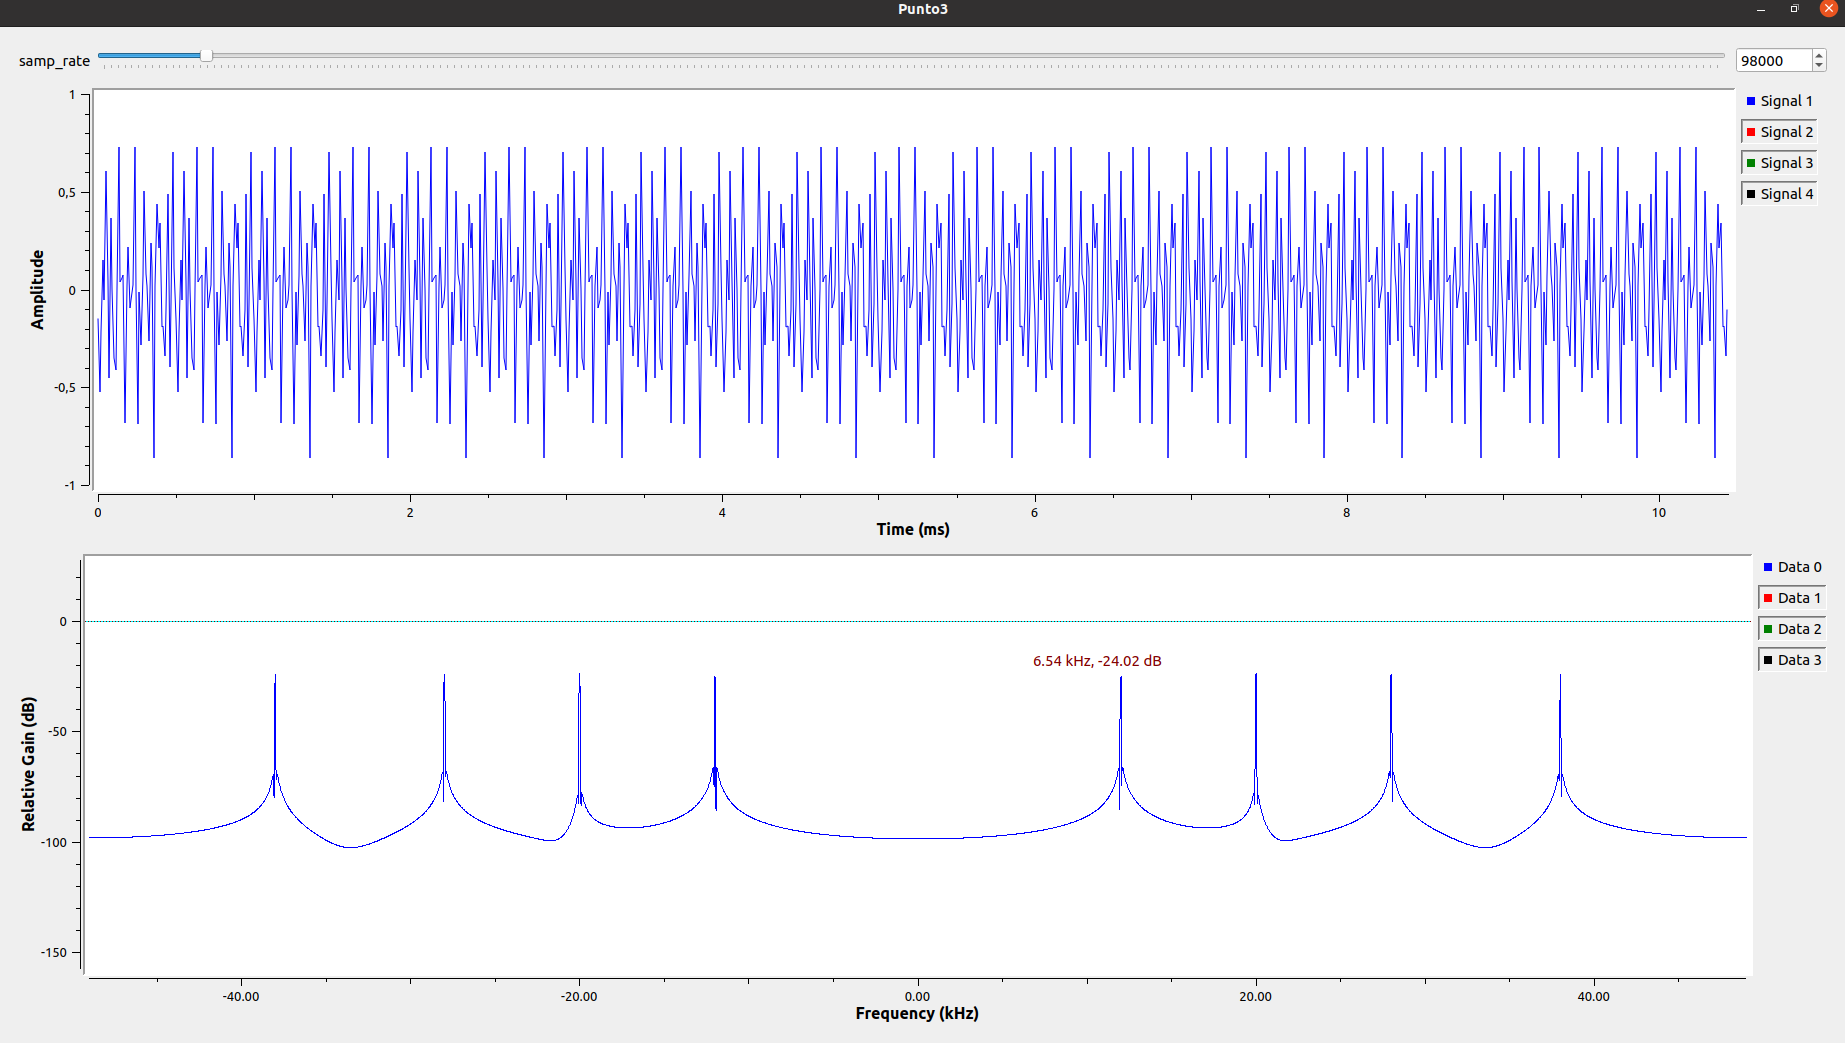 Punto3
samp_rate
98000
1
0,5
0
-0,5
-1
Amplitude
0
2
4
6
8
10
Time (ms)
Signal 1
Signal 2
Signal 3
Signal 4
0
-50
-100
-150
Relative Gain (dB)
6.54 kHz, -24.02 dB
-40.00
-20.00
0.00
20.00
40.00
Frequency (kHz)
Data 0
Data 1
Data 2
Data 3